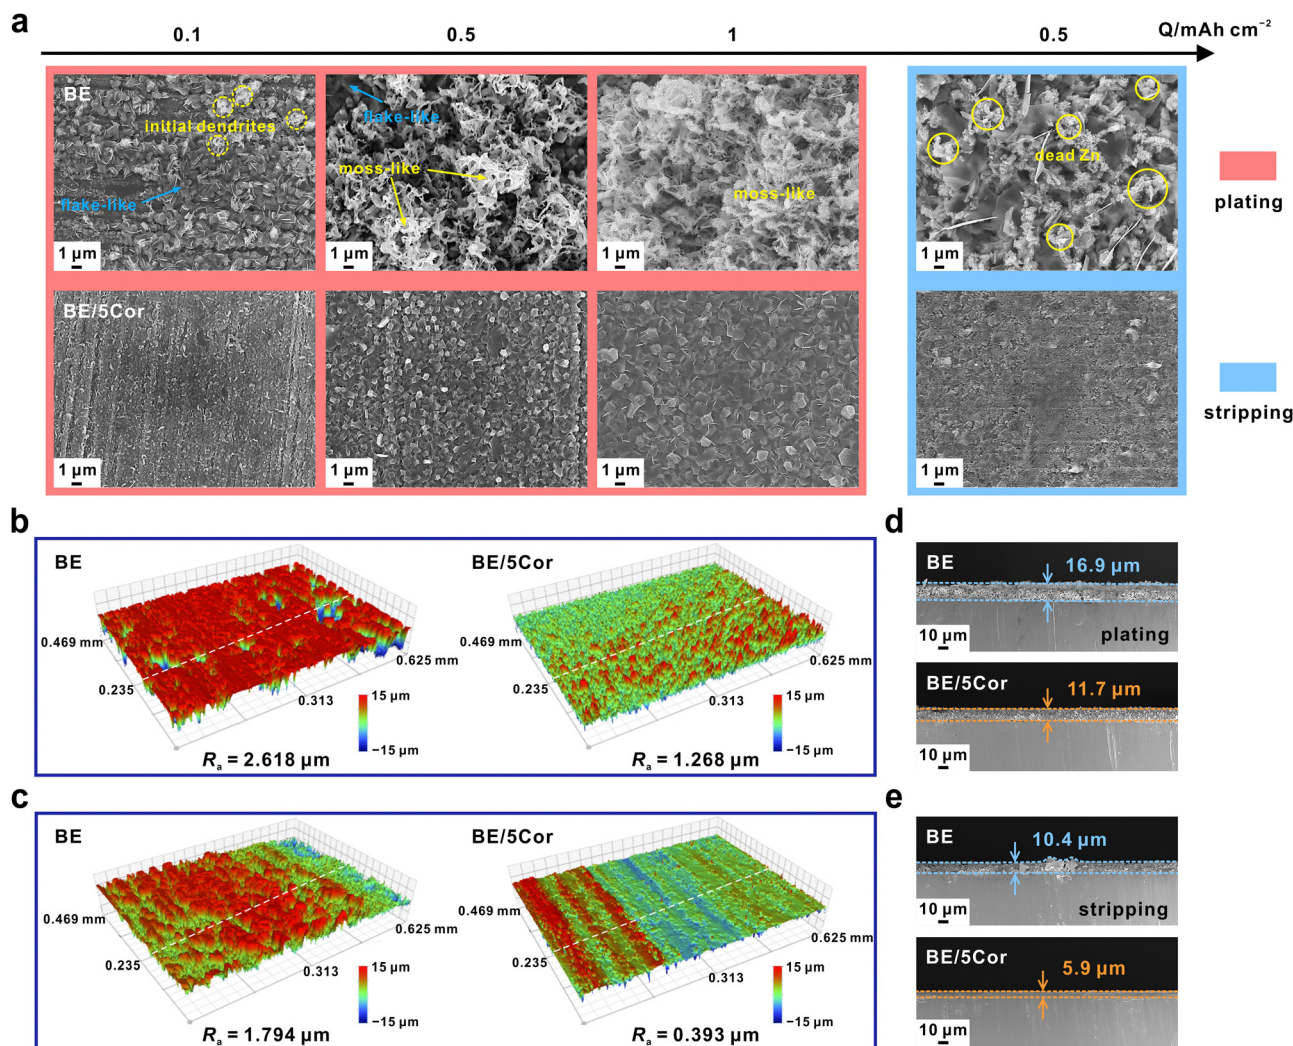 a
0.1
0.5
1
0.5
Q/mAh cm⁻²
BE
initial dendrites
flake-like
1 μm
flake-like
moss-like
1 μm
moss-like
1 μm
dead Zn
1 μm
plating
BE/5Cor
1 μm
1 μm
1 μm
1 μm
stripping
b
BE
0.469 mm
0.235
0.313
0.625 mm
15 μm
−15 μm
Rₐ = 2.618 μm
BE/5Cor
0.469 mm
0.235
0.313
0.625 mm
15 μm
−15 μm
Rₐ = 1.268 μm
d
BE
16.9 μm
10 μm
plating
BE/5Cor
11.7 μm
10 μm
c
BE
0.469 mm
0.235
0.313
0.625 mm
15 μm
−15 μm
Rₐ = 1.794 μm
BE/5Cor
0.469 mm
0.235
0.313
0.625 mm
15 μm
−15 μm
Rₐ = 0.393 μm
e
BE
10.4 μm
10 μm
stripping
BE/5Cor
5.9 μm
10 μm